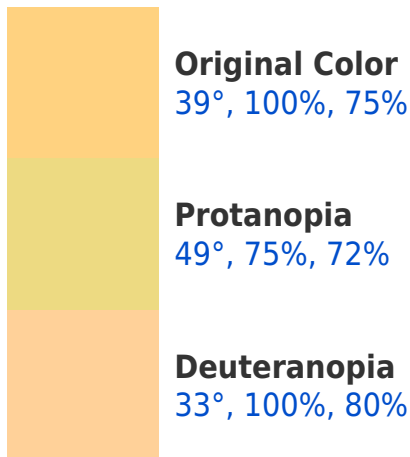 Original Color
39°, 100%, 75%
Protanopia
49°, 75%, 72%
Deuteranopia
33°, 100%, 80%